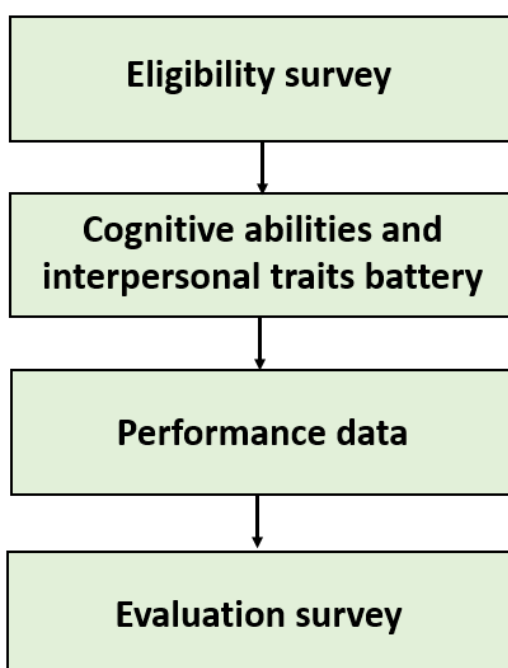 Eligibility survey
Cognitive abilities and
interpersonal traits battery
Performance data
Evaluation survey